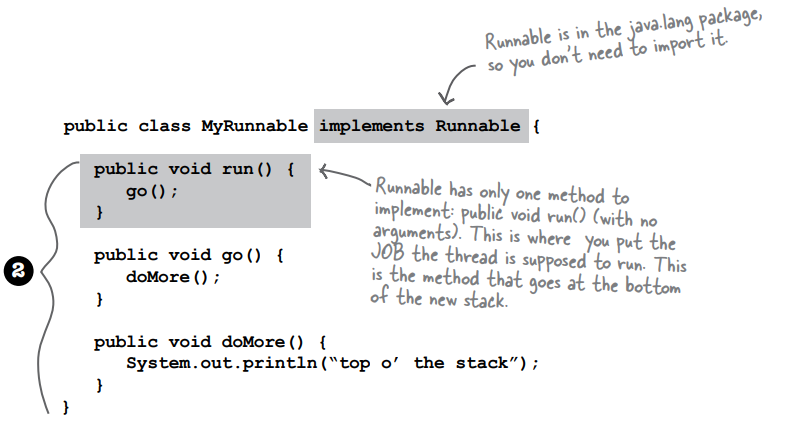 Runnable is in the java.lang package,
so you don't need to import it.
public class MyRunnable implements Runnable {
public void run() {
go();
}
Runnable has only one method to
implement: public void run() (with no
arguments). This is where you put the
JOB the thread is supposed to run. This
is the method that goes at the bottom
of the new stack.
2
public void go() {
doMore();
}
public void doMore() {
System.out.println(“top o’ the stack”);
}
}